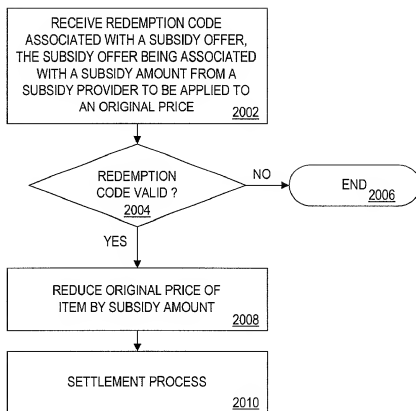 RECEIVE REDEMPTION CODE
ASSOCIATED WITH A SUBSIDY OFFER,
THE SUBSIDY OFFER BEING ASSOCIATED
WITH A SUBSIDY AMOUNT FROM A
SUBSIDY PROVIDER TO BE APPLIED TO
AN ORIGINAL PRICE
2002
REDEMPTION
CODE VALID ?
2004
NO
END
2006
YES
REDUCE ORIGINAL PRICE OF
ITEM BY SUBSIDY AMOUNT
2008
SETTLEMENT PROCESS
2010